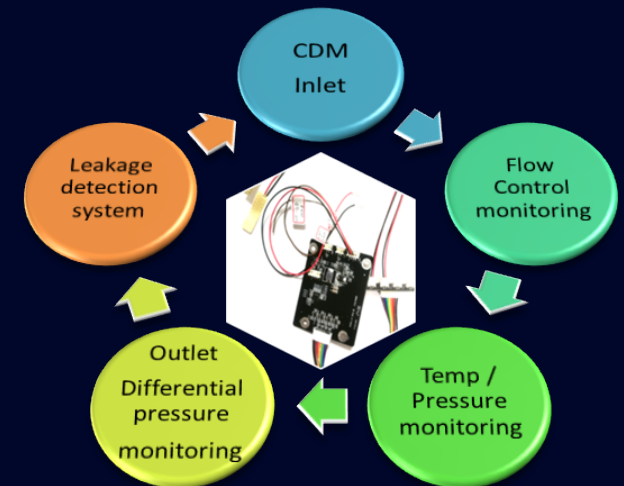 CDM
Inlet
Flow
Control
monitoring
Temp /
Pressure
monitoring
Outlet
Differential
pressure
monitoring
Leakage
detection
system